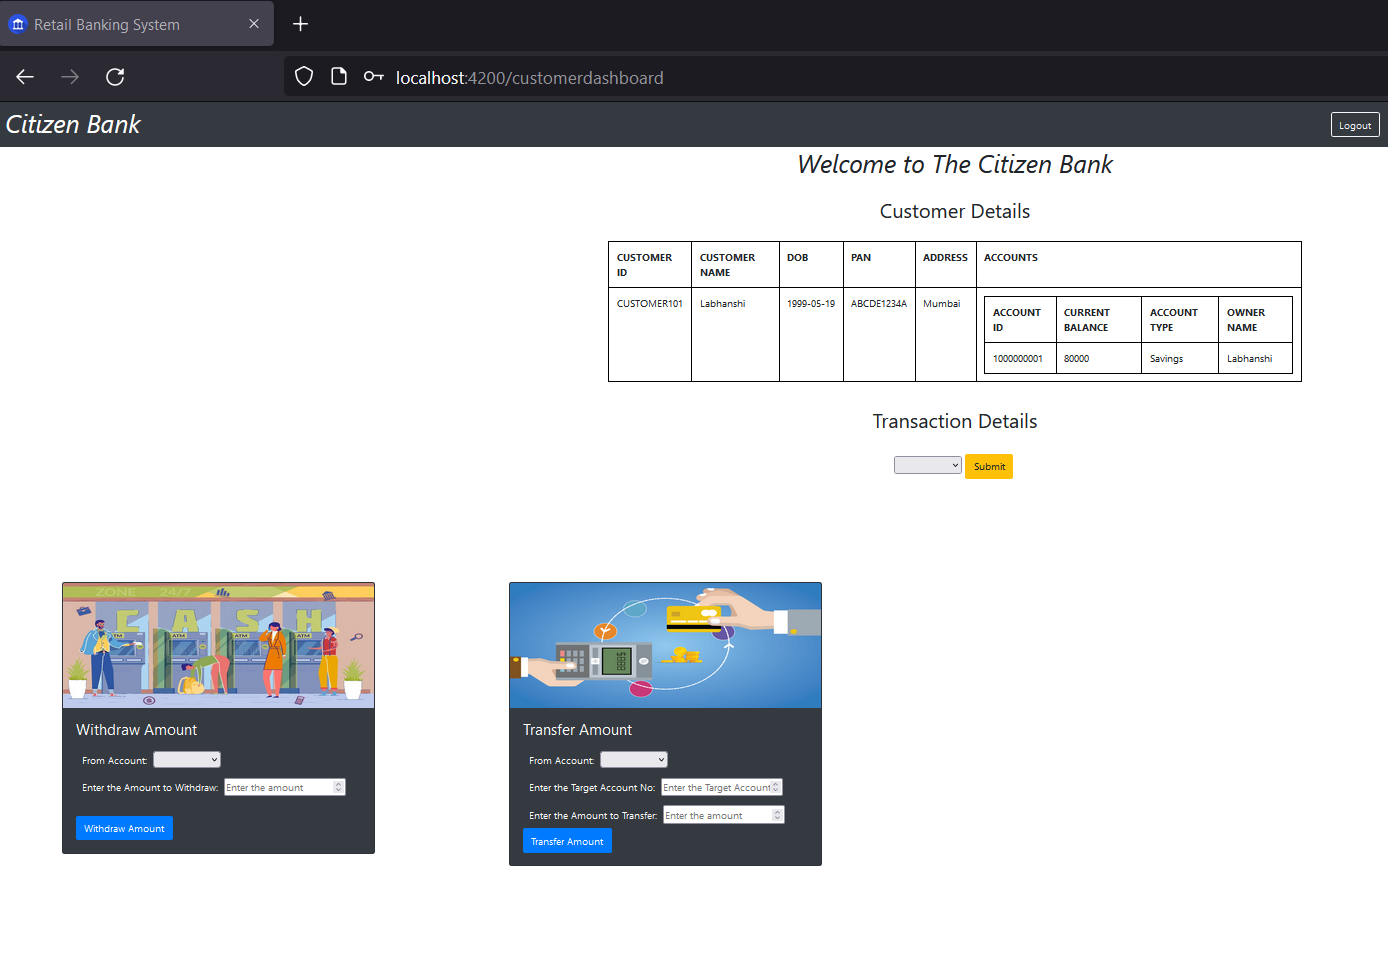 Retail Banking System
localhost:4200/customerdashboard
Citizen Bank
Logout
Welcome to The Citizen Bank
Customer Details
CUSTOMER ID CUSTOMER NAME DOB PAN ADDRESS ACCOUNTS
CUSTOMER101 Labhanshi 1999-05-19 ABCDE1234A Mumbai
ACCOUNT ID CURRENT BALANCE ACCOUNT TYPE OWNER NAME
1000000001 80000 Savings Labhanshi
Transaction Details
Submit
ZONE 24/7
CASH
ATM ATM ATM ATM
Withdraw Amount
From Account:
Enter the Amount to Withdraw: Enter the amount
Withdraw Amount
Transfer Amount
From Account:
Enter the Target Account No: Enter the Target Account
Enter the Amount to Transfer: Enter the amount
Transfer Amount